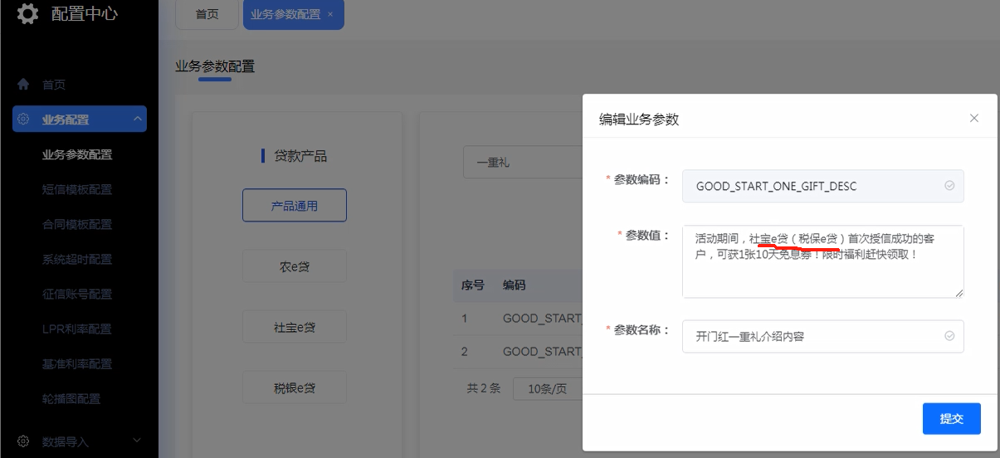 配置中心
首页
业务参数配置 ×
首页
业务配置
业务参数配置
短信模板配置
合同模板配置
系统超时配置
征信账号配置
LPR利率配置
基准利率配置
轮播图配置
数据导入
业务参数配置
贷款产品
产品通用
农e贷
社宝e贷
税银e贷
一重礼
序号 编码
1 GOOD_START_
2 GOOD_START_
共 2 条 10条/页
编辑业务参数
* 参数编码： GOOD_START_ONE_GIFT_DESC
* 参数值： 活动期间，社宝e贷（税保e贷）首次授信成功的客
户，可获1张10天免息券！限时福利赶快领取！
* 参数名称： 开门红一重礼介绍内容
提交